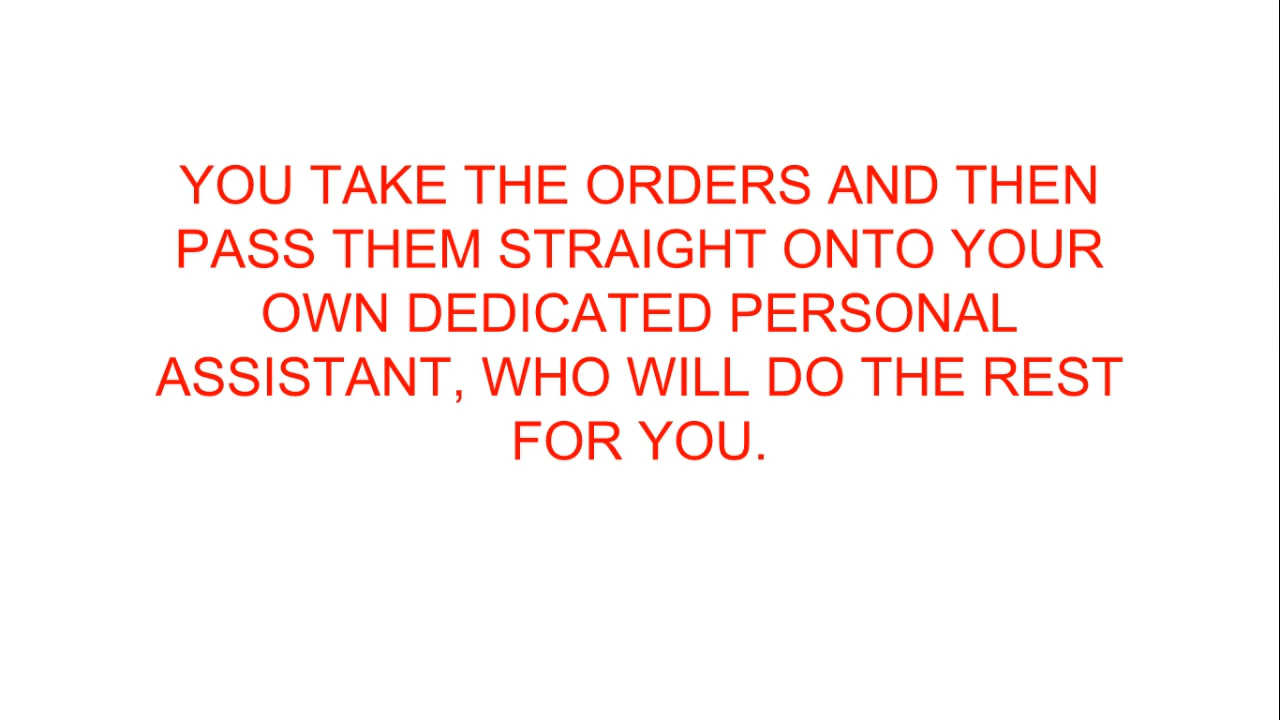 YOU TAKE THE ORDERS AND THEN
PASS THEM STRAIGHT ONTO YOUR
OWN DEDICATED PERSONAL
ASSISTANT, WHO WILL DO THE REST
FOR YOU.